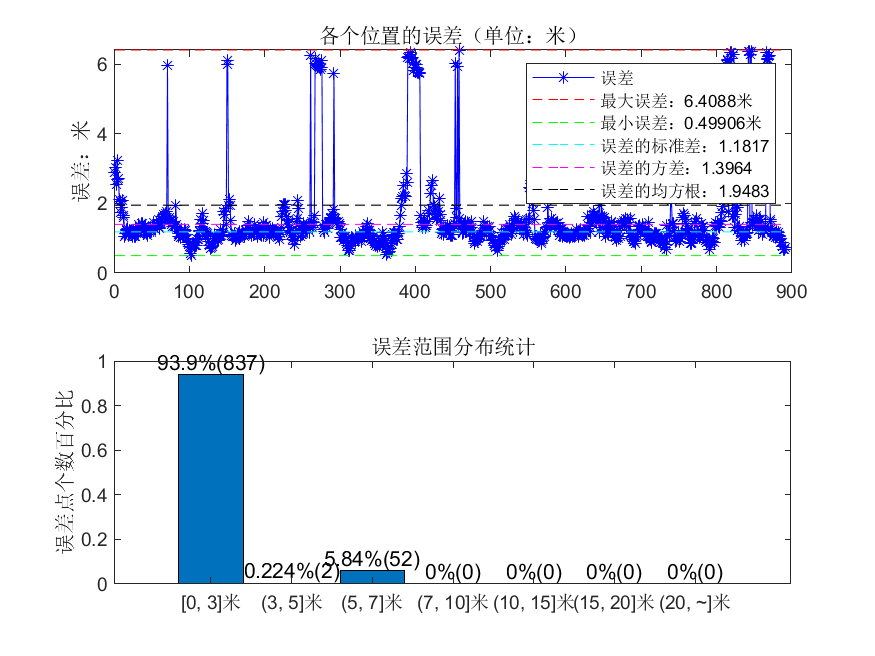 各个位置的误差（单位：米）
6
4
2
0
误差：米
误差
最大误差：6.4088米
最小误差：0.49906米
误差的标准差：1.1817
误差的方差：1.3964
误差的均方根：1.9483
0 100 200 300 400 500 600 700 800 900
误差范围分布统计
1
0.8
0.6
0.4
0.2
0
误差点个数百分比
93.9%(837)
0.224%(2)
5.84%(52)
0%(0) 0%(0) 0%(0) 0%(0)
[0, 3]米 (3, 5]米 (5, 7]米 (7, 10]米 (10, 15]米 (15, 20]米 (20, ~]米